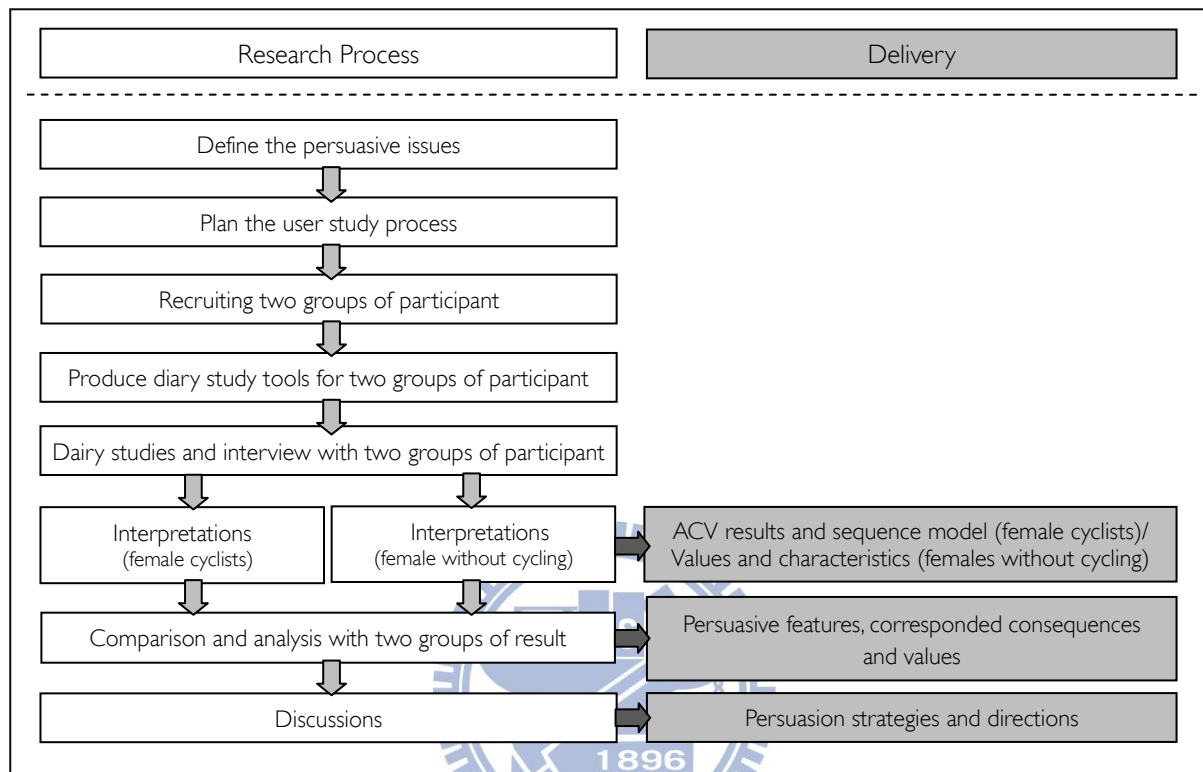 Research Process
Delivery
Define the persuasive issues
Plan the user study process
Recruiting two groups of participant
Produce diary study tools for two groups of participant
Dairy studies and interview with two groups of participant
Interpretations
(female cyclists)
Interpretations
(female without cycling)
ACV results and sequence model (female cyclists)/
Values and characteristics (females without cycling)
Comparison and analysis with two groups of result
Persuasive features, corresponded consequences
and values
Discussions
Persuasion strategies and directions
1896